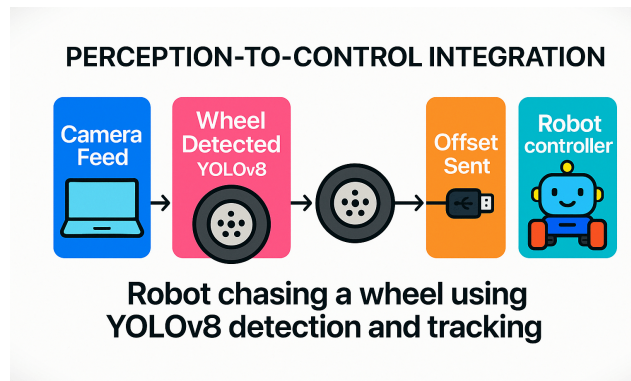 PERCEPTION-TO-CONTROL INTEGRATION
Camera
Feed
Wheel
Detected
YOLOv8
Offset
Sent
Robot
controller
Robot chasing a wheel using
YOLOv8 detection and tracking